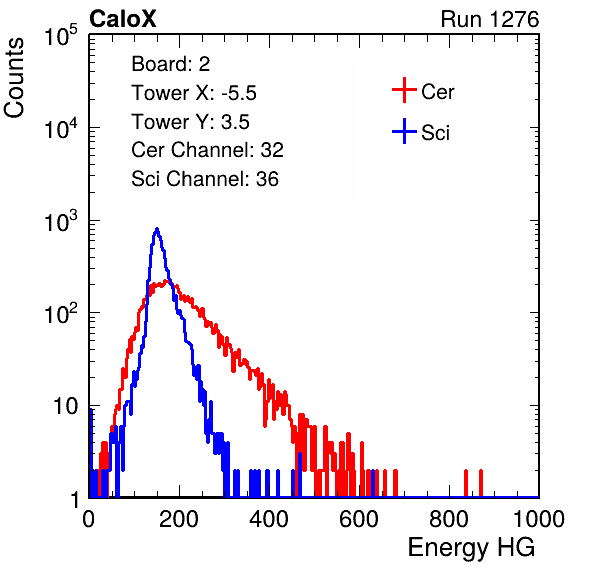 CaloX Run 1276
Counts
10^5
Board: 2
Tower X: -5.5
Tower Y: 3.5
Cer Channel: 32
Sci Channel: 36
Cer
Sci
10^4
10^3
10^2
10
1
0 200 400 600 800 1000
Energy HG